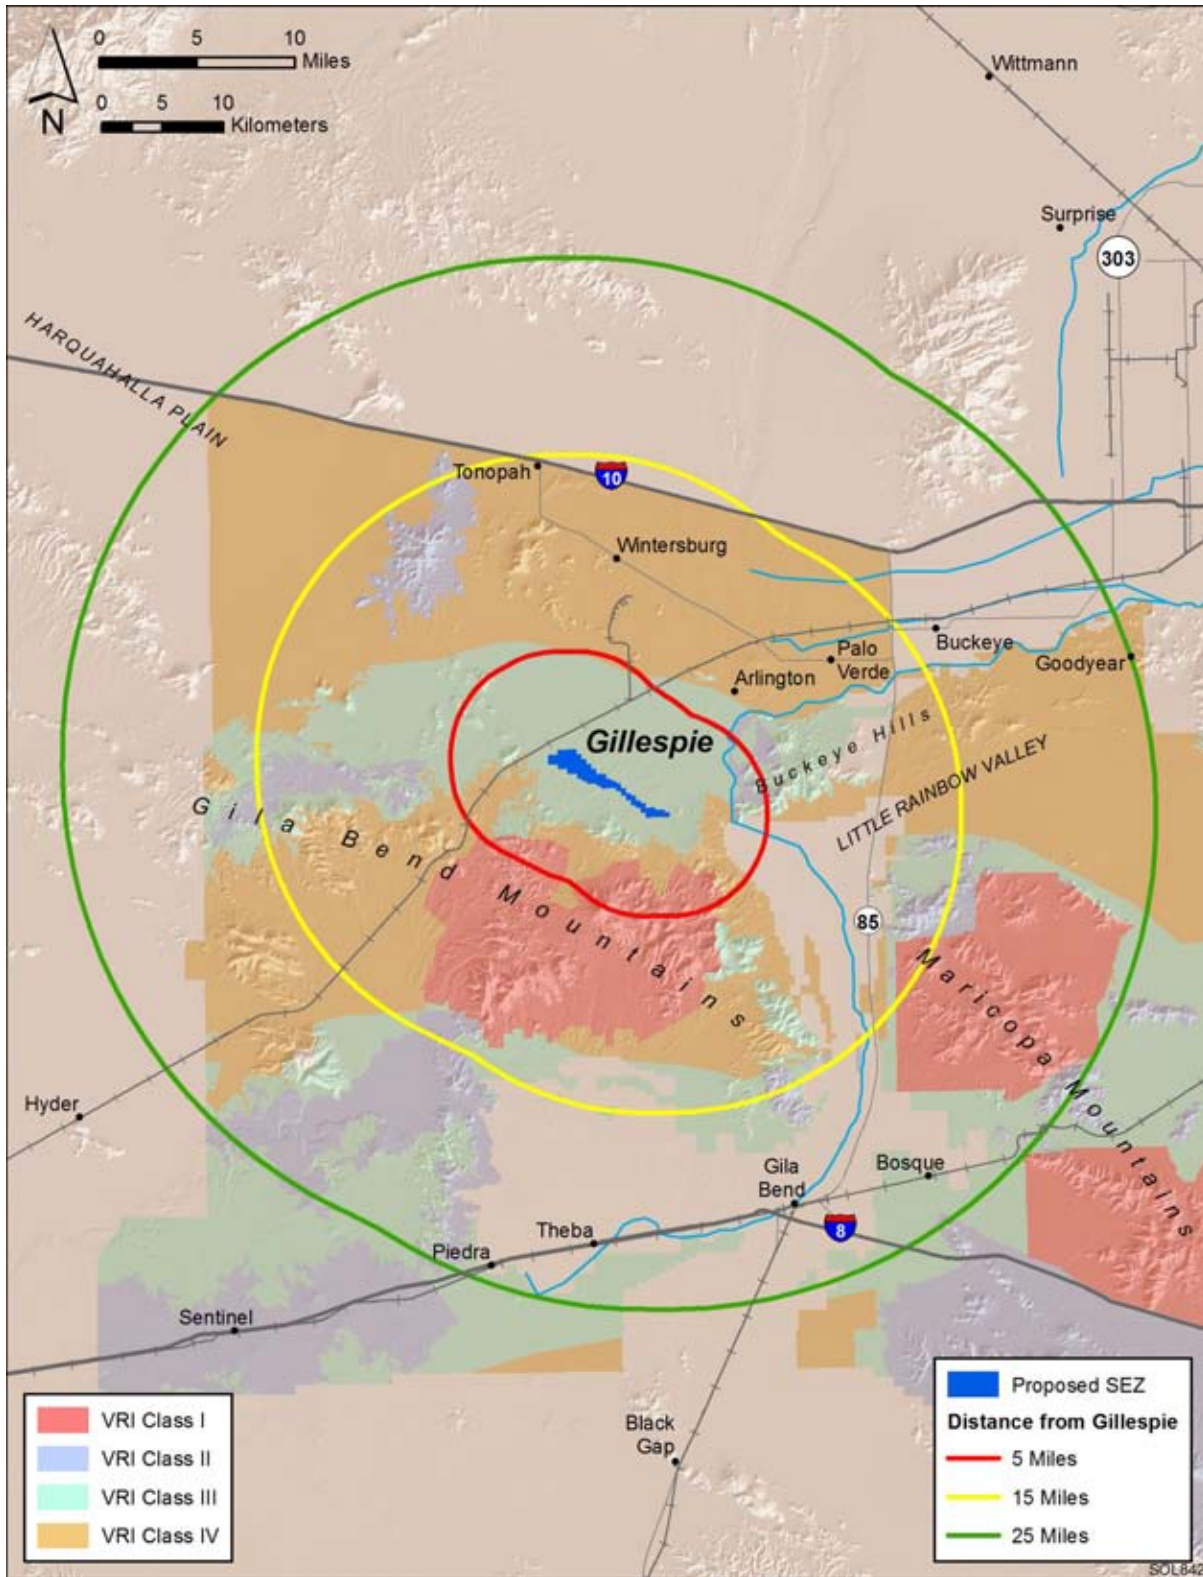 0 5 10
Miles
0 5 10
Kilometers
N
Wittmann
Surprise
303
HARQUAHALLA PLAIN
Tonopah
10
Wintersburg
Buckeye
Palo
Verde
Goodyear
Arlington
Gillespie
Buckeye Hills
LITTLE RAINBOW VALLEY
Gila Bend Mountains
85
Maricopa Mountains
Hyder
Gila
Bend
Bosque
8
Theba
Piedra
Sentinel
Black
Gap
VRI Class I
VRI Class II
VRI Class III
VRI Class IV
Proposed SEZ
Distance from Gillespie
5 Miles
15 Miles
25 Miles